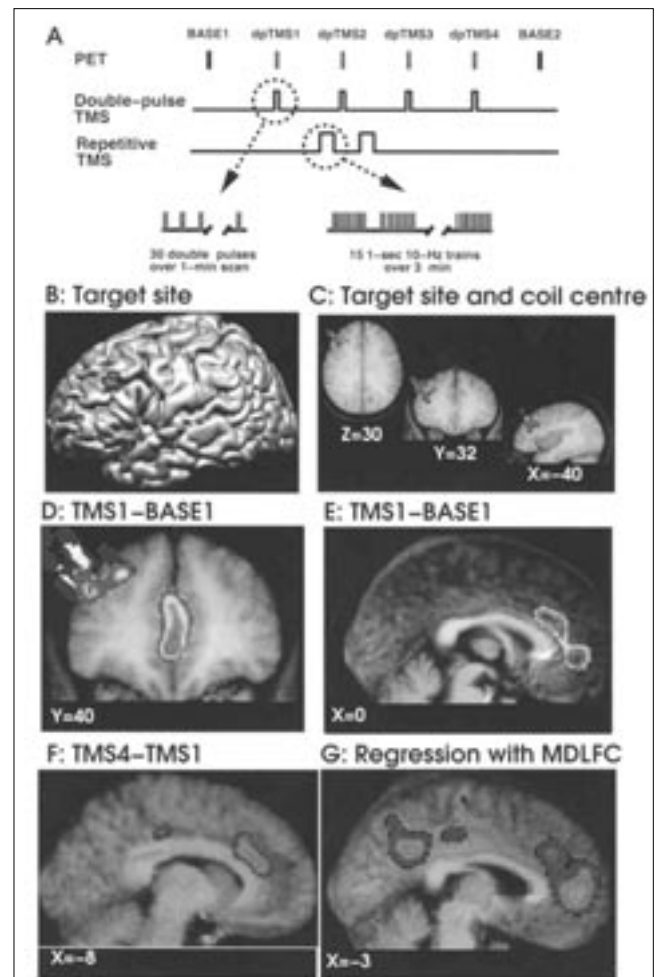 A
BASE1 dpTMS1 dpTMS2 dpTMS3 dpTMS4 BASE2
PET
Double-pulse
TMS
Repetitive
TMS
30 double pulses
over 1-min scan
15 1-sec 10-Hz trains
over 3 min
B: Target site
C: Target site and coil centre
Z=30
Y=32
X=-40
D: TMS1-BASE1
E: TMS1-BASE1
Y=40
X=0
F: TMS4-TMS1
G: Regression with MDLFC
X=-8
X=-3